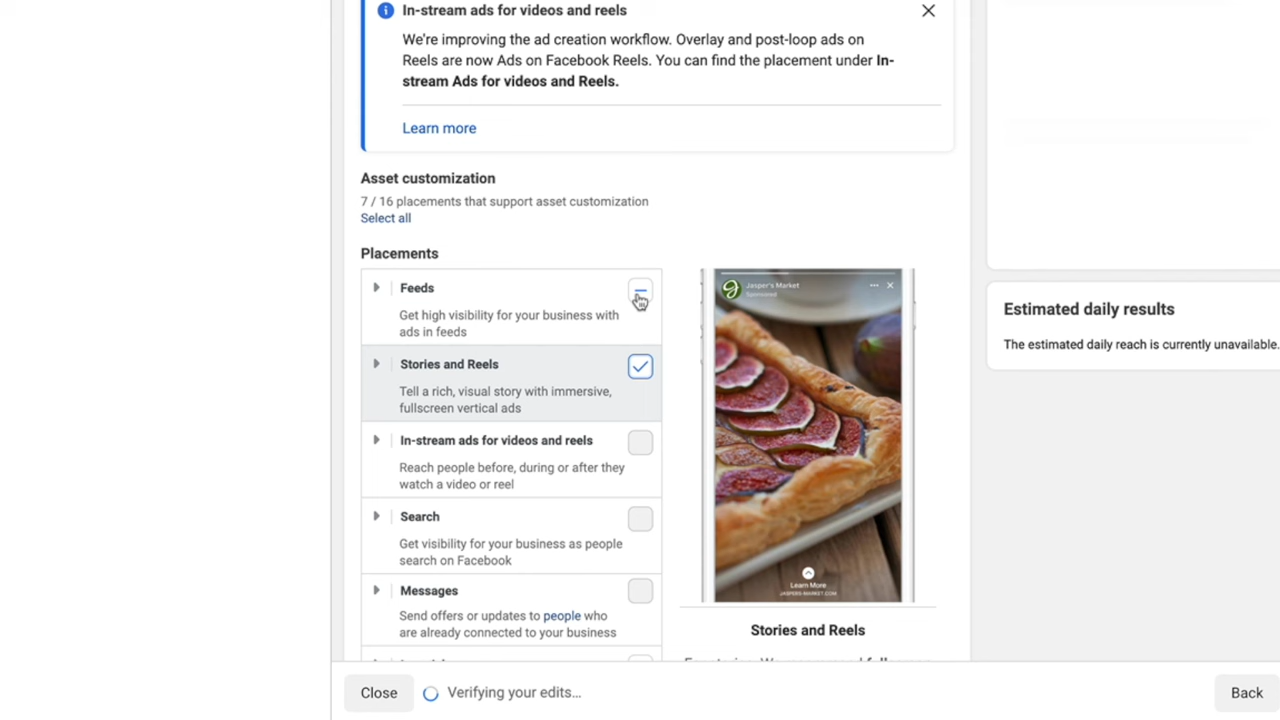 In-stream ads for videos and reels
We're improving the ad creation workflow. Overlay and post-loop ads on
Reels are now Ads on Facebook Reels. You can find the placement under In-
stream Ads for videos and Reels.
Learn more
Asset customization
7 / 16 placements that support asset customization
Select all
Placements
Feeds
Get high visibility for your business with
ads in feeds
Stories and Reels
Tell a rich, visual story with immersive,
fullscreen vertical ads
In-stream ads for videos and reels
Reach people before, during or after they
watch a video or reel
Search
Get visibility for your business as people
search on Facebook
Messages
Send offers or updates to people who
are already connected to your business
Jasper's Market
Sponsored
Learn More
JASPERS-MARKET.COM
Stories and Reels
Estimated daily results
The estimated daily reach is currently unavailable.
Close
Verifying your edits...
Back